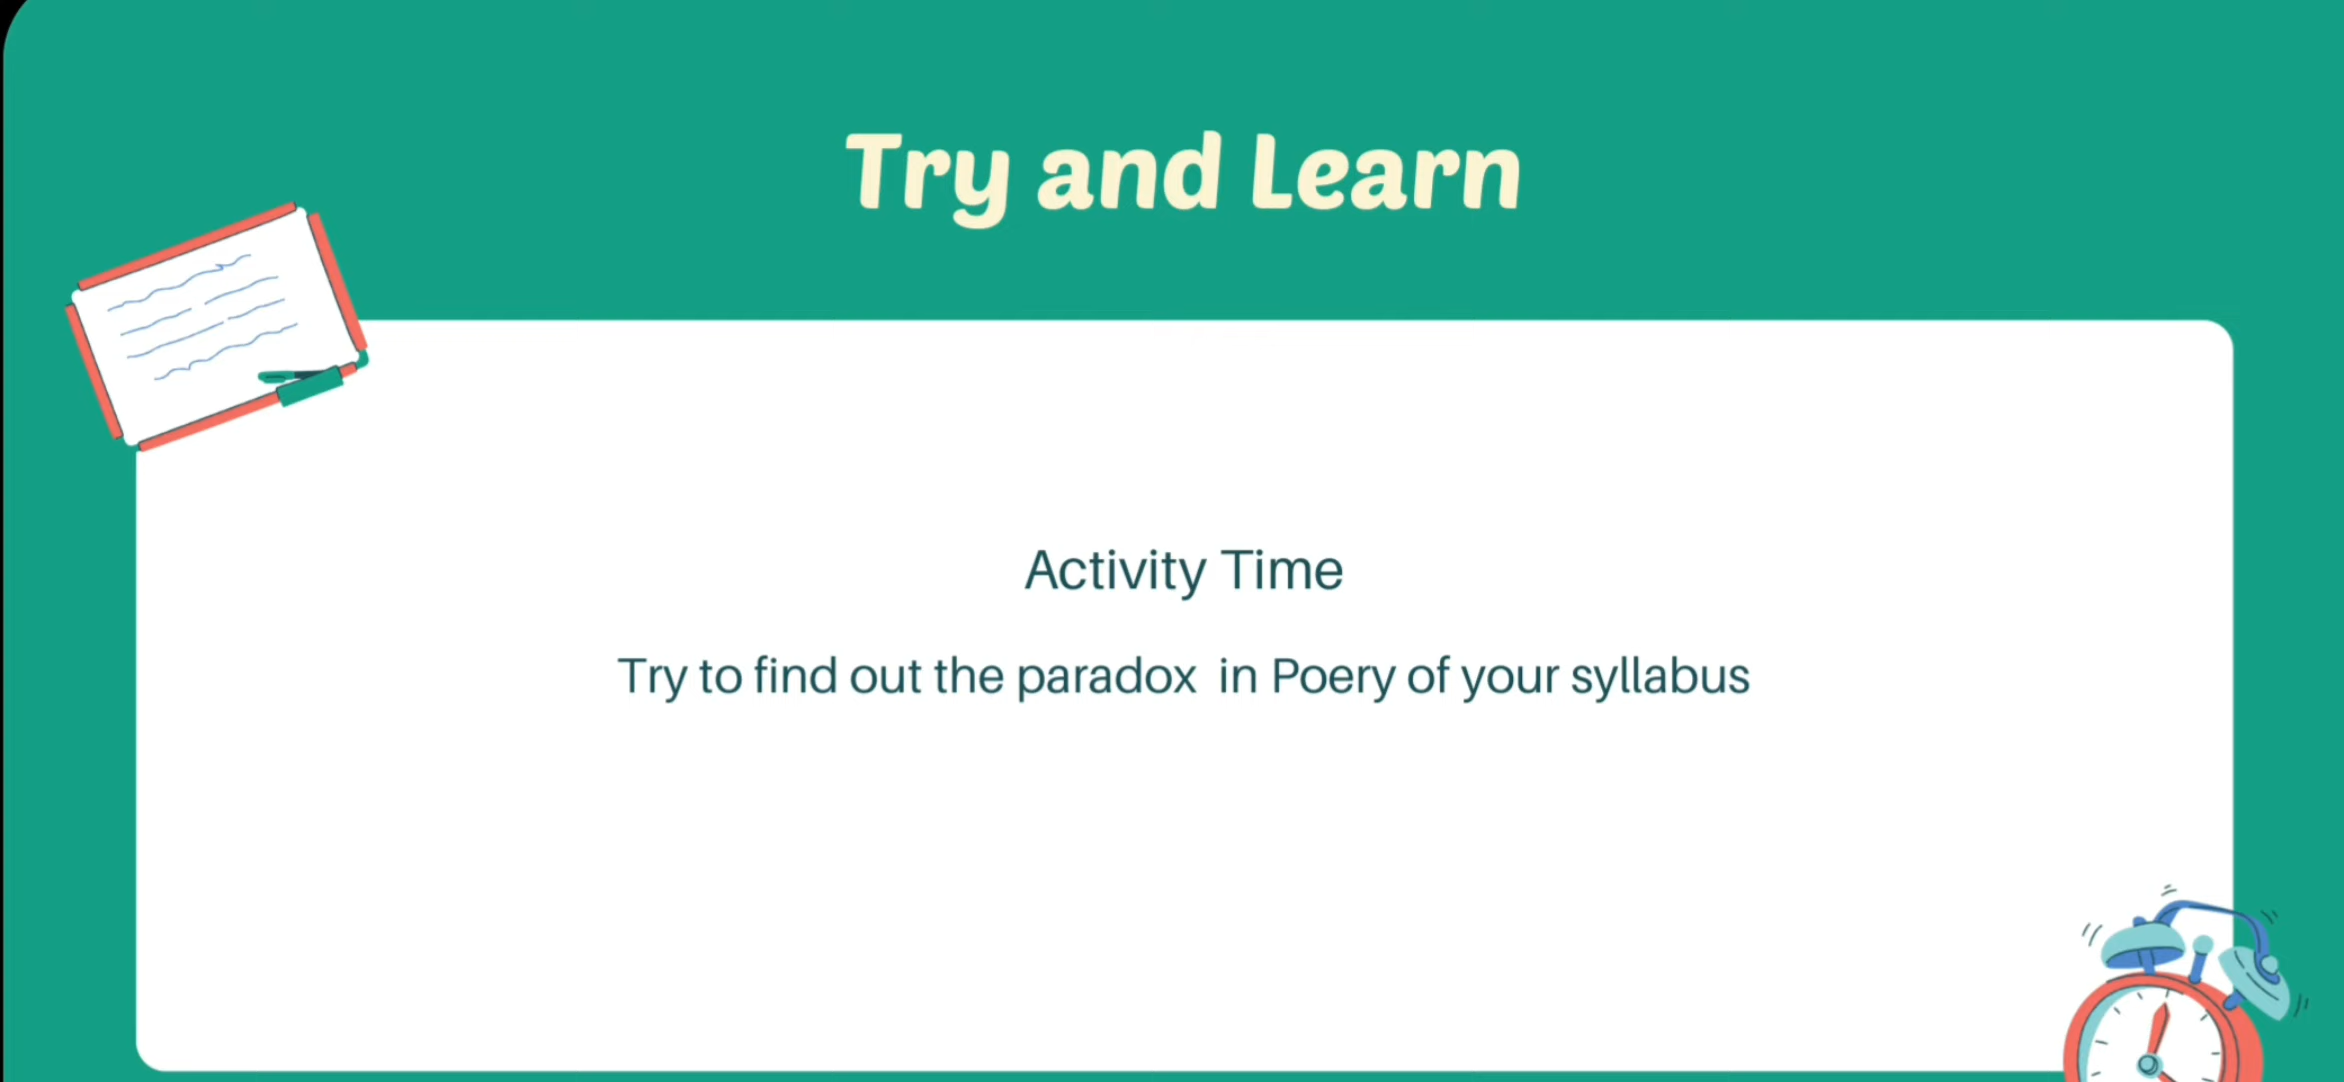 Try and Learn
Activity Time
Try to find out the paradox in Poery of your syllabus